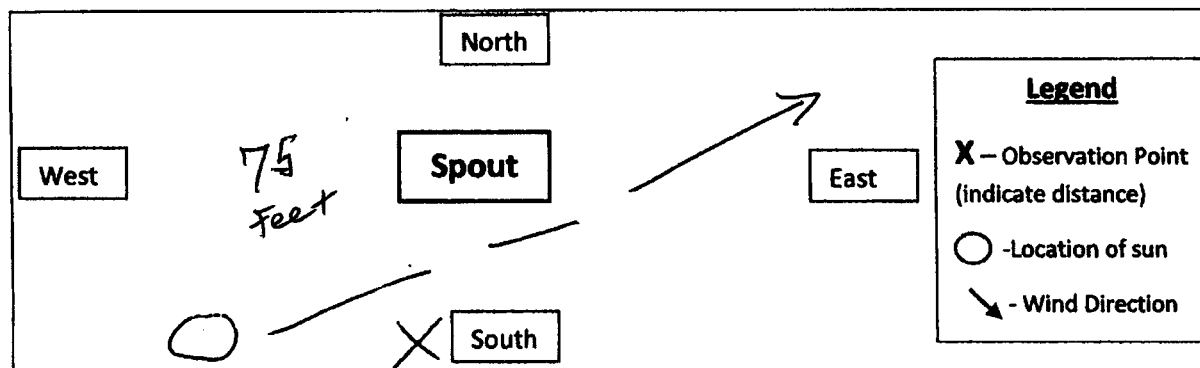 North
Legend
West
75
Feet
Spout
East
X – Observation Point
(indicate distance)
-Location of sun
- Wind Direction
X
South